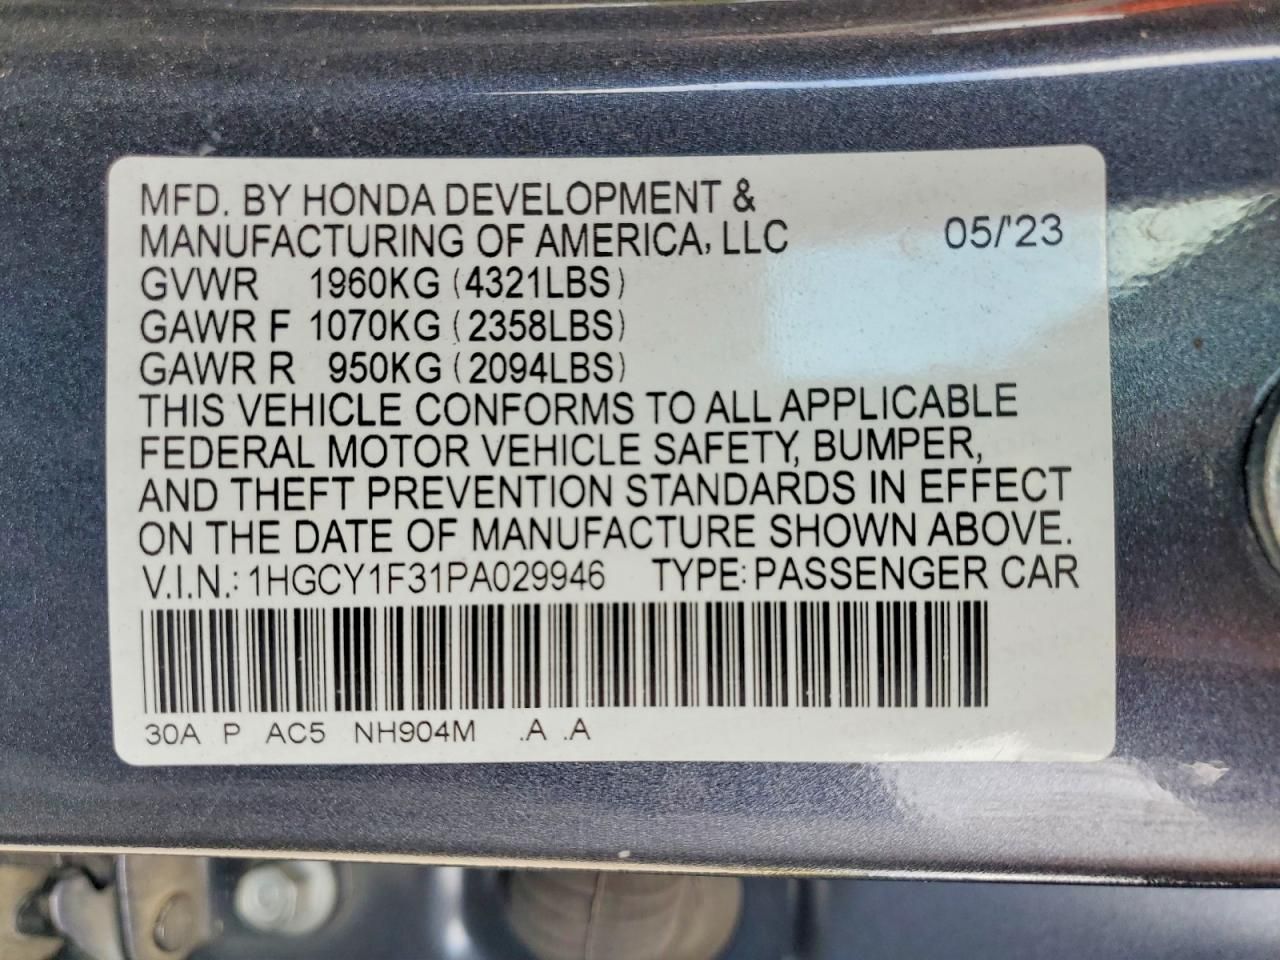 MFD. BY HONDA DEVELOPMENT &
MANUFACTURING OF AMERICA, LLC 05/'23
GVWR 1960KG (4321LBS)
GAWR F 1070KG (2358LBS)
GAWR R 950KG (2094LBS)
THIS VEHICLE CONFORMS TO ALL APPLICABLE
FEDERAL MOTOR VEHICLE SAFETY, BUMPER,
AND THEFT PREVENTION STANDARDS IN EFFECT
ON THE DATE OF MANUFACTURE SHOWN ABOVE.
V.I.N.: 1HGCY1F31PA029946 TYPE: PASSENGER CAR
30A P AC5 NH904M .A .A